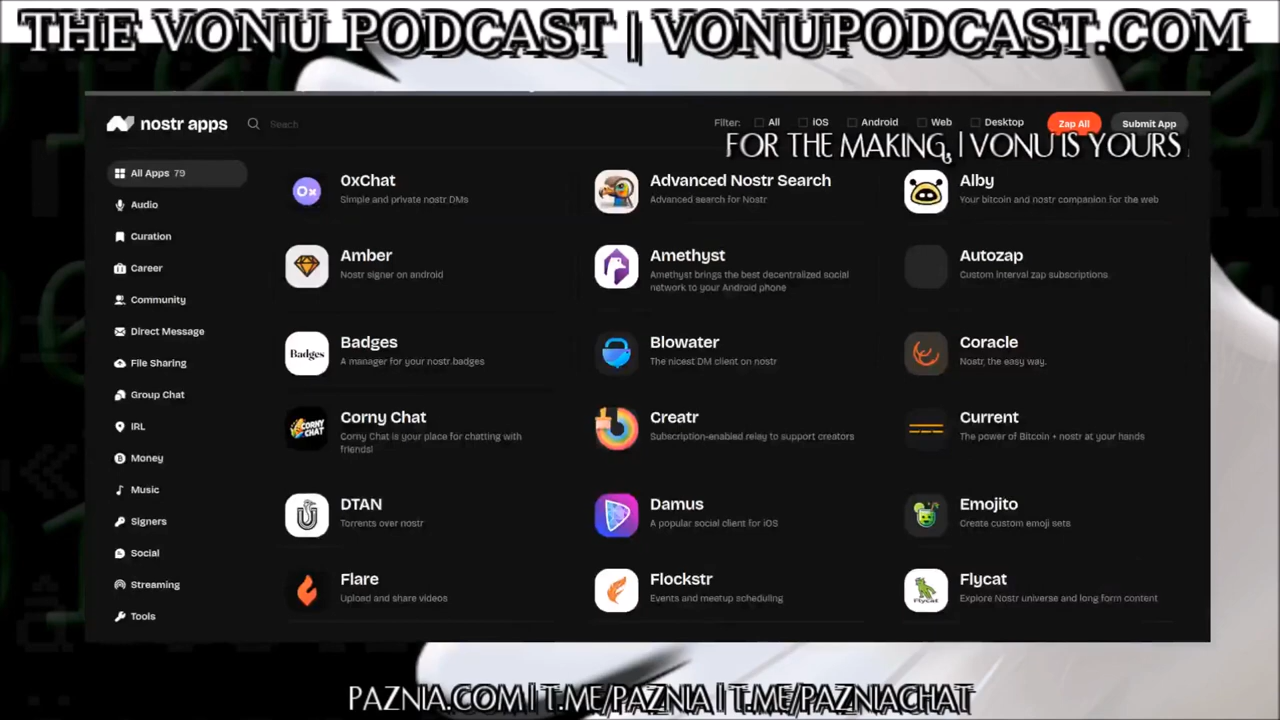 THE VONU PODCAST | VONUPODCAST.COM
nostr apps
Seach
Filter: All iOS Android Web Desktop
Zap All
Submit App
FOR THE MAKING, | VONU IS YOURS
All Apps 79
Audio
Curation
Career
Community
Direct Message
File Sharing
Group Chat
IRL
Money
Music
Signers
Social
Streaming
Tools
0xChat
Simple and private nostr DMs
Advanced Nostr Search
Advanced search for Nostr
Alby
Your bitcoin and nostr companion for the web
Amber
Nostr signer on android
Amethyst
Amethyst brings the best decentralized social
network to your Android phone
Autozap
Custom interval zap subscriptions
Badges
Badges
A manager for your nostr badges
Blowater
The nicest DM client on nostr
Coracle
Nostr, the easy way.
CORNY
CHAT
Corny Chat
Corny Chat is your place for chatting with
friends!
Creatr
Subscription-enabled relay to support creators
Current
The power of Bitcoin + nostr at your hands
DTAN
Torrents over nostr
Damus
A popular social client for iOS
Emojito
Create custom emoji sets
Flare
Upload and share videos
Flockstr
Events and meetup scheduling
Flycat
Flycat
Explore Nostr universe and long form content
PAZNIA.COM | T.ME/PAZNIA | T.ME/PAZNIACHAT